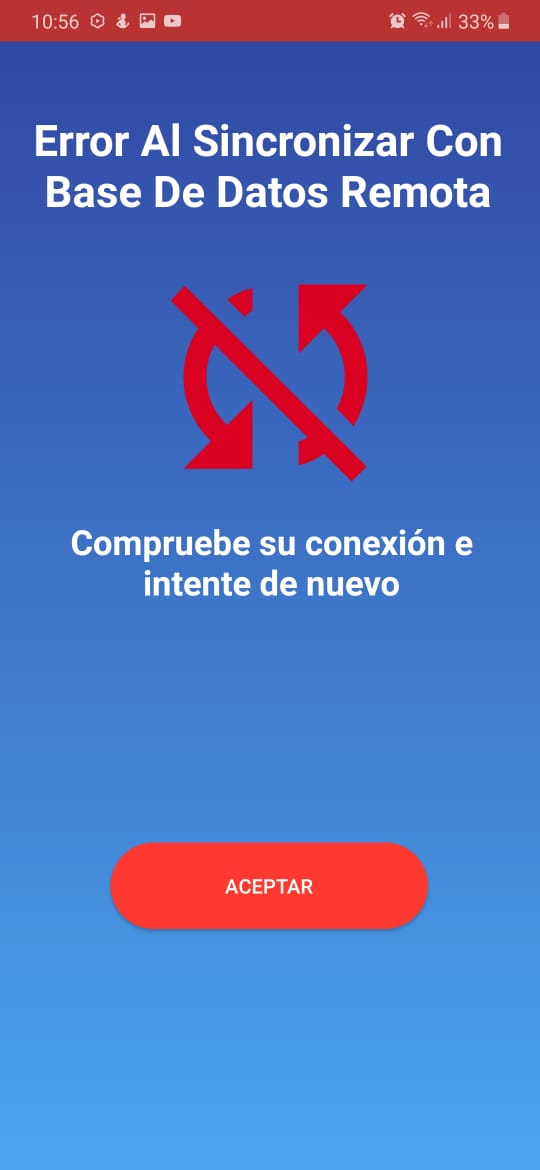 10:56 33%
Error Al Sincronizar Con
Base De Datos Remota
Compruebe su conexión e
intente de nuevo
ACEPTAR